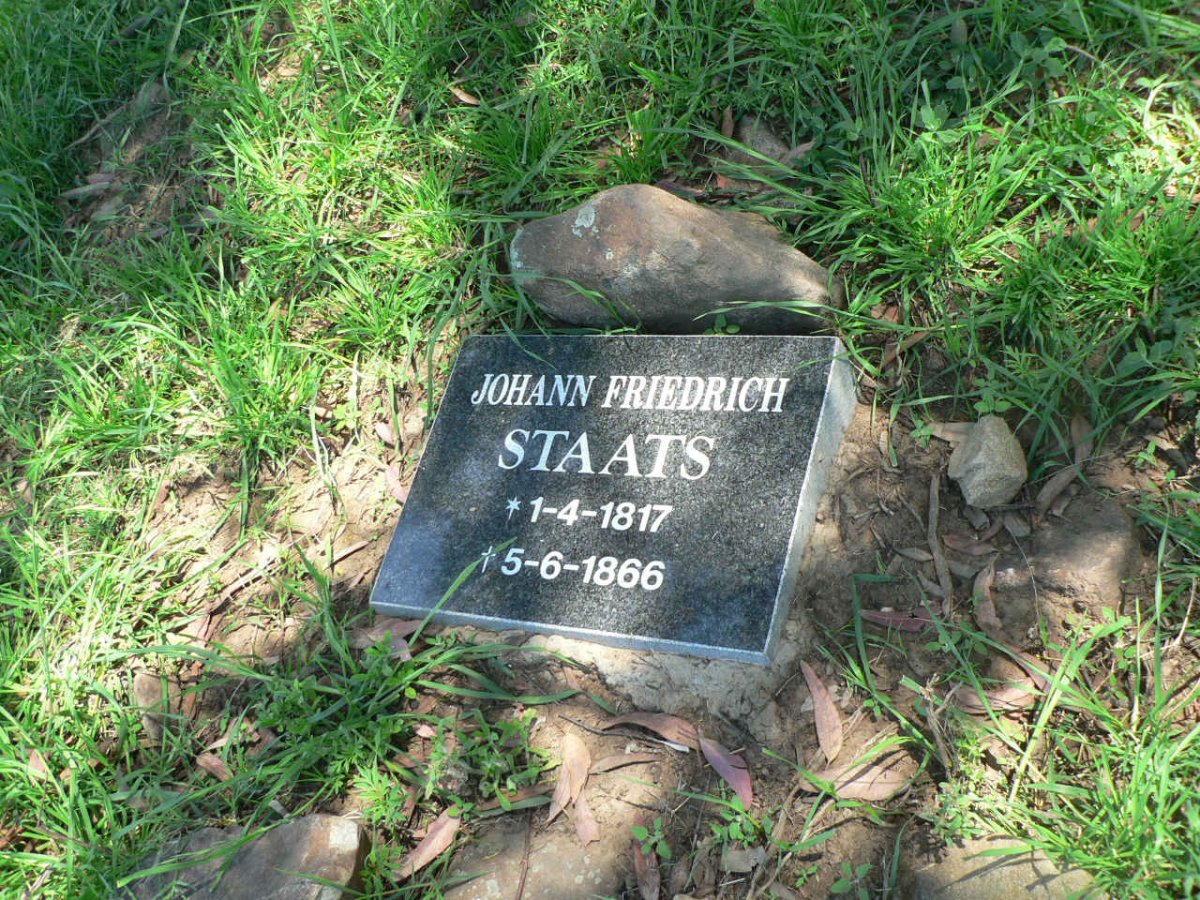 JOHANN FRIEDRICH
STAATS
✶ 1-4-1817
† 5-6-1866